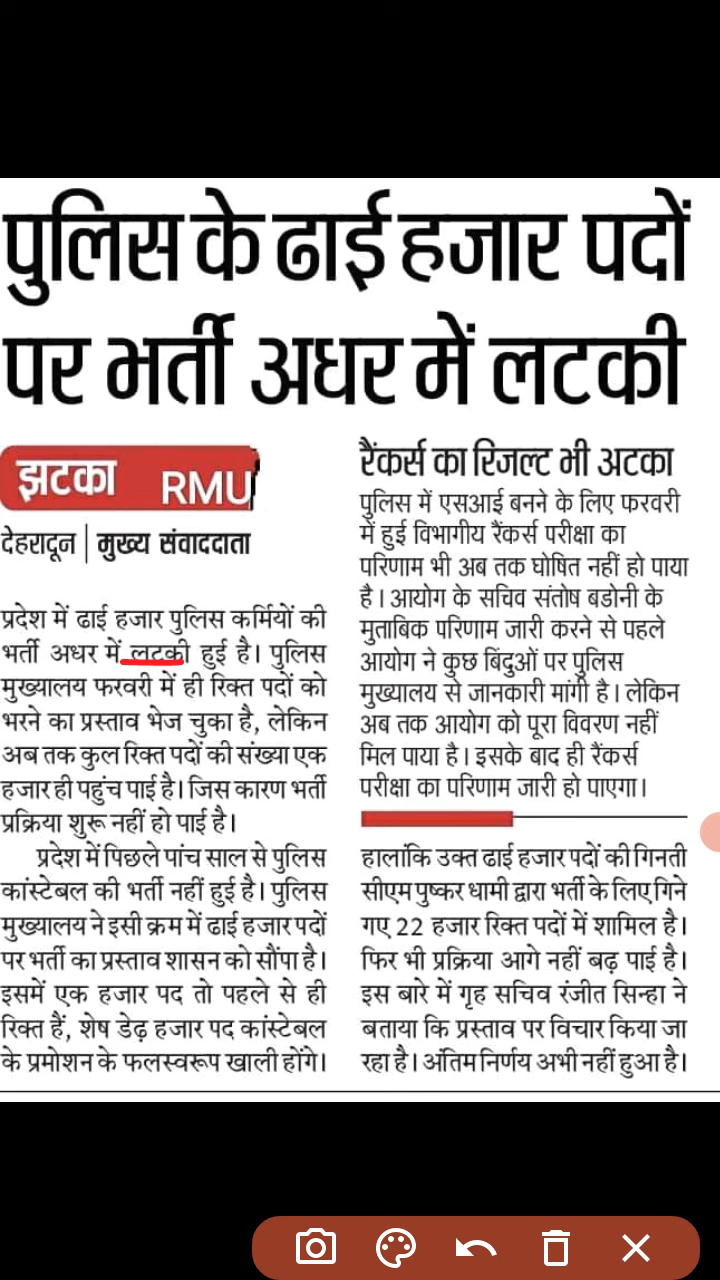 पुलिस के ढाई हजार पदों
पर भर्ती अधर में लटकी
झटका RMU
देहरादून | मुख्य संवाददाता
प्रदेश में ढाई हजार पुलिस कर्मियों की
भर्ती अधर में लटकी हुई है। पुलिस
मुख्यालय फरवरी में ही रिक्त पदों को
भरने का प्रस्ताव भेज चुका है, लेकिन
अब तक कुल रिक्त पदों की संख्या एक
हजार ही पहुंच पाई है। जिस कारण भर्ती
प्रक्रिया शुरू नहीं हो पाई है।
प्रदेश में पिछले पांच साल से पुलिस
कांस्टेबल की भर्ती नहीं हुई है। पुलिस
मुख्यालय ने इसी क्रम में ढाई हजार पदों
पर भर्ती का प्रस्ताव शासन को सौंपा है।
इसमें एक हजार पद तो पहले से ही
रिक्त हैं, शेष डेढ़ हजार पद कांस्टेबल
के प्रमोशन के फलस्वरूप खाली होंगे।
रैंकर्स का रिजल्ट भी अटका
पुलिस में एसआई बनने के लिए फरवरी
में हुई विभागीय रैंकर्स परीक्षा का
परिणाम भी अब तक घोषित नहीं हो पाया
है। आयोग के सचिव संतोष बडोनी के
मुताबिक परिणाम जारी करने से पहले
आयोग ने कुछ बिंदुओं पर पुलिस
मुख्यालय से जानकारी मांगी है। लेकिन
अब तक आयोग को पूरा विवरण नहीं
मिल पाया है। इसके बाद ही रैंकर्स
परीक्षा का परिणाम जारी हो पाएगा।
हालांकि उक्त ढाई हजार पदों की गिनती
सीएम पुष्कर धामी द्वारा भर्ती के लिए गिने
गए 22 हजार रिक्त पदों में शामिल है।
फिर भी प्रक्रिया आगे नहीं बढ़ पाई है।
इस बारे में गृह सचिव रंजीत सिन्हा ने
बताया कि प्रस्ताव पर विचार किया जा
रहा है। अंतिम निर्णय अभी नहीं हुआ है।